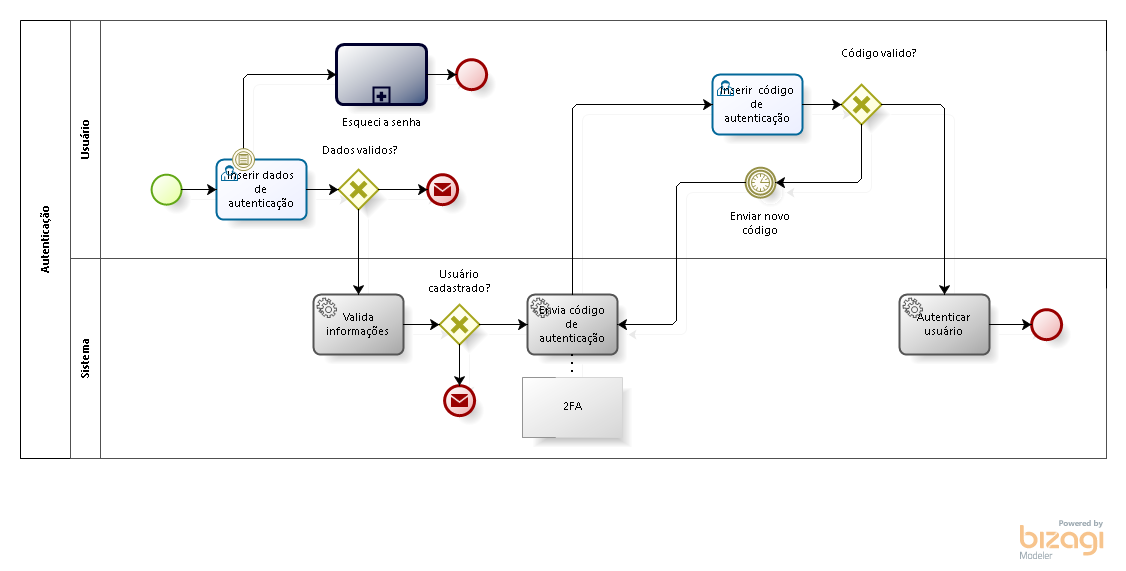 Autenticação
Usuário
Sistema
Código valido?
Inserir código
de
autenticação
Esqueci a senha
Dados validos?
Inserir dados
de
autenticação
Enviar novo
código
Usuário
cadastrado?
Valida
informações
Envia código
de
autenticação
Autenticar
usuário
2FA
Powered by
bizagi
Modeler